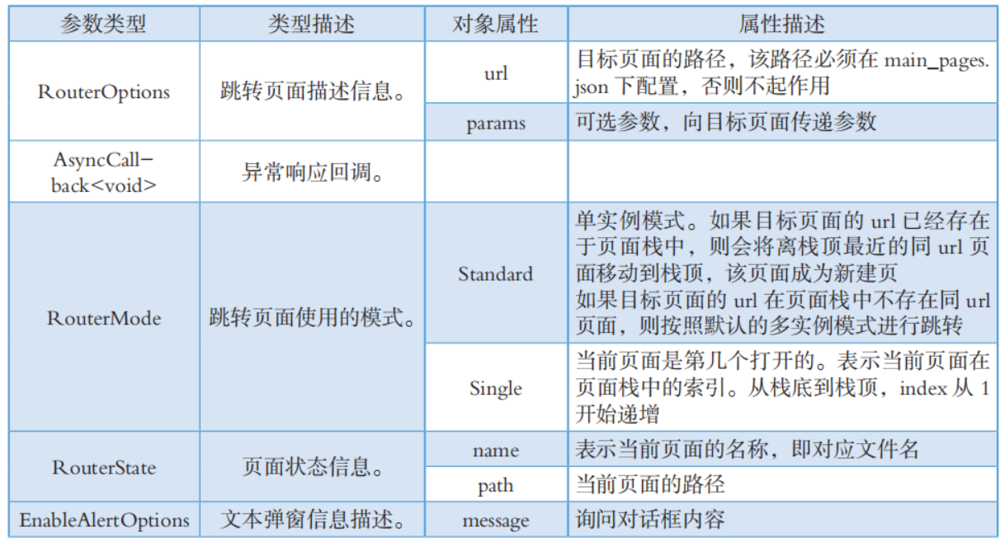 参数类型 类型描述 对象属性 属性描述
RouterOptions 跳转页面描述信息。 url 目标页面的路径，该路径必须在 main_pages.
json 下配置，否则不起作用
params 可选参数，向目标页面传递参数
AsyncCall-
back<void> 异常响应回调。
RouterMode 跳转页面使用的模式。 Standard 单实例模式。如果目标页面的 url 已经存在
于页面栈中，则会将离栈顶最近的同 url 页
面移动到栈顶，该页面成为新建页
如果目标页面的 url 在页面栈中不存在同 url
页面，则按照默认的多实例模式进行跳转
Single 当前页面是第几个打开的。表示当前页面在
页面栈中的索引。从栈底到栈顶，index 从 1
开始递增
RouterState 页面状态信息。 name 表示当前页面的名称，即对应文件名
path 当前页面的路径
EnableAlertOptions 文本弹窗信息描述。 message 询问对话框内容